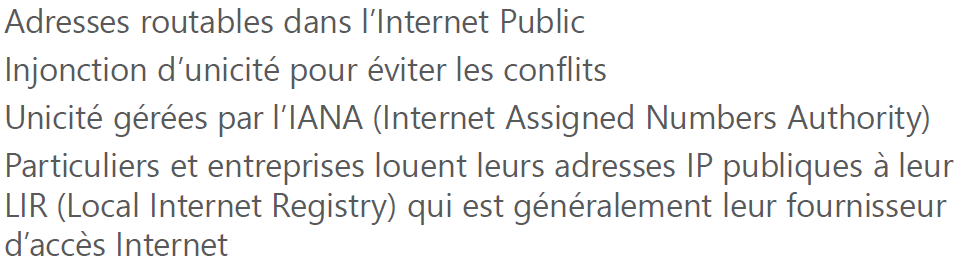 Adresses routables dans l’Internet Public
Injonction d’unicité pour éviter les conflits
Unicité gérées par l’IANA (Internet Assigned Numbers Authority)
Particuliers et entreprises louent leurs adresses IP publiques à leur
LIR (Local Internet Registry) qui est généralement leur fournisseur
d’accès Internet